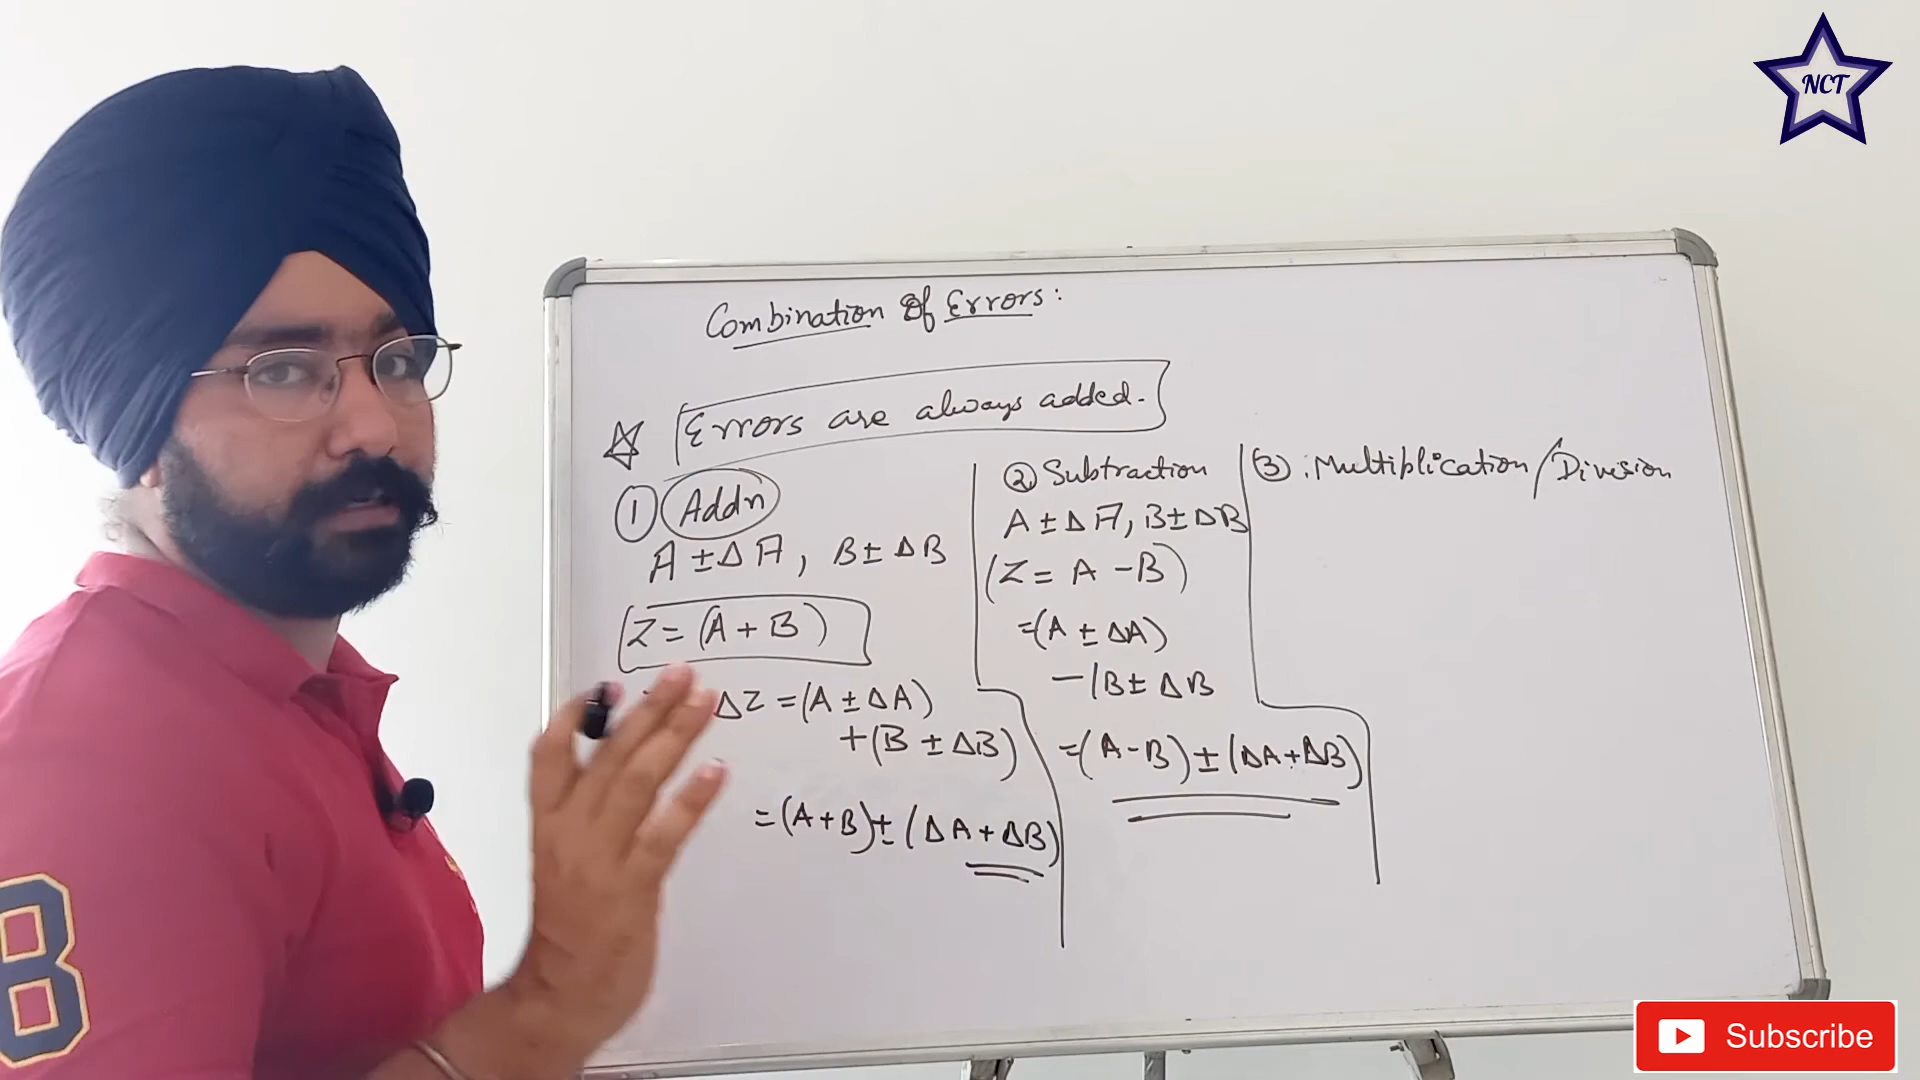 NCT
Combination of Errors:
Errors are always added.
① Addn
A ± ΔA, B ± ΔB
Z = (A + B)
ΔZ = (A ± ΔA)
+ (B ± ΔB)
= (A+B) ± (ΔA + ΔB)
② Subtraction
A ± ΔA, B ± ΔB
(Z = A - B)
= (A ± ΔA)
- (B ± ΔB
= (A - B) ± (ΔA + ΔB)
③ : Multiplication / Division
B
Subscribe